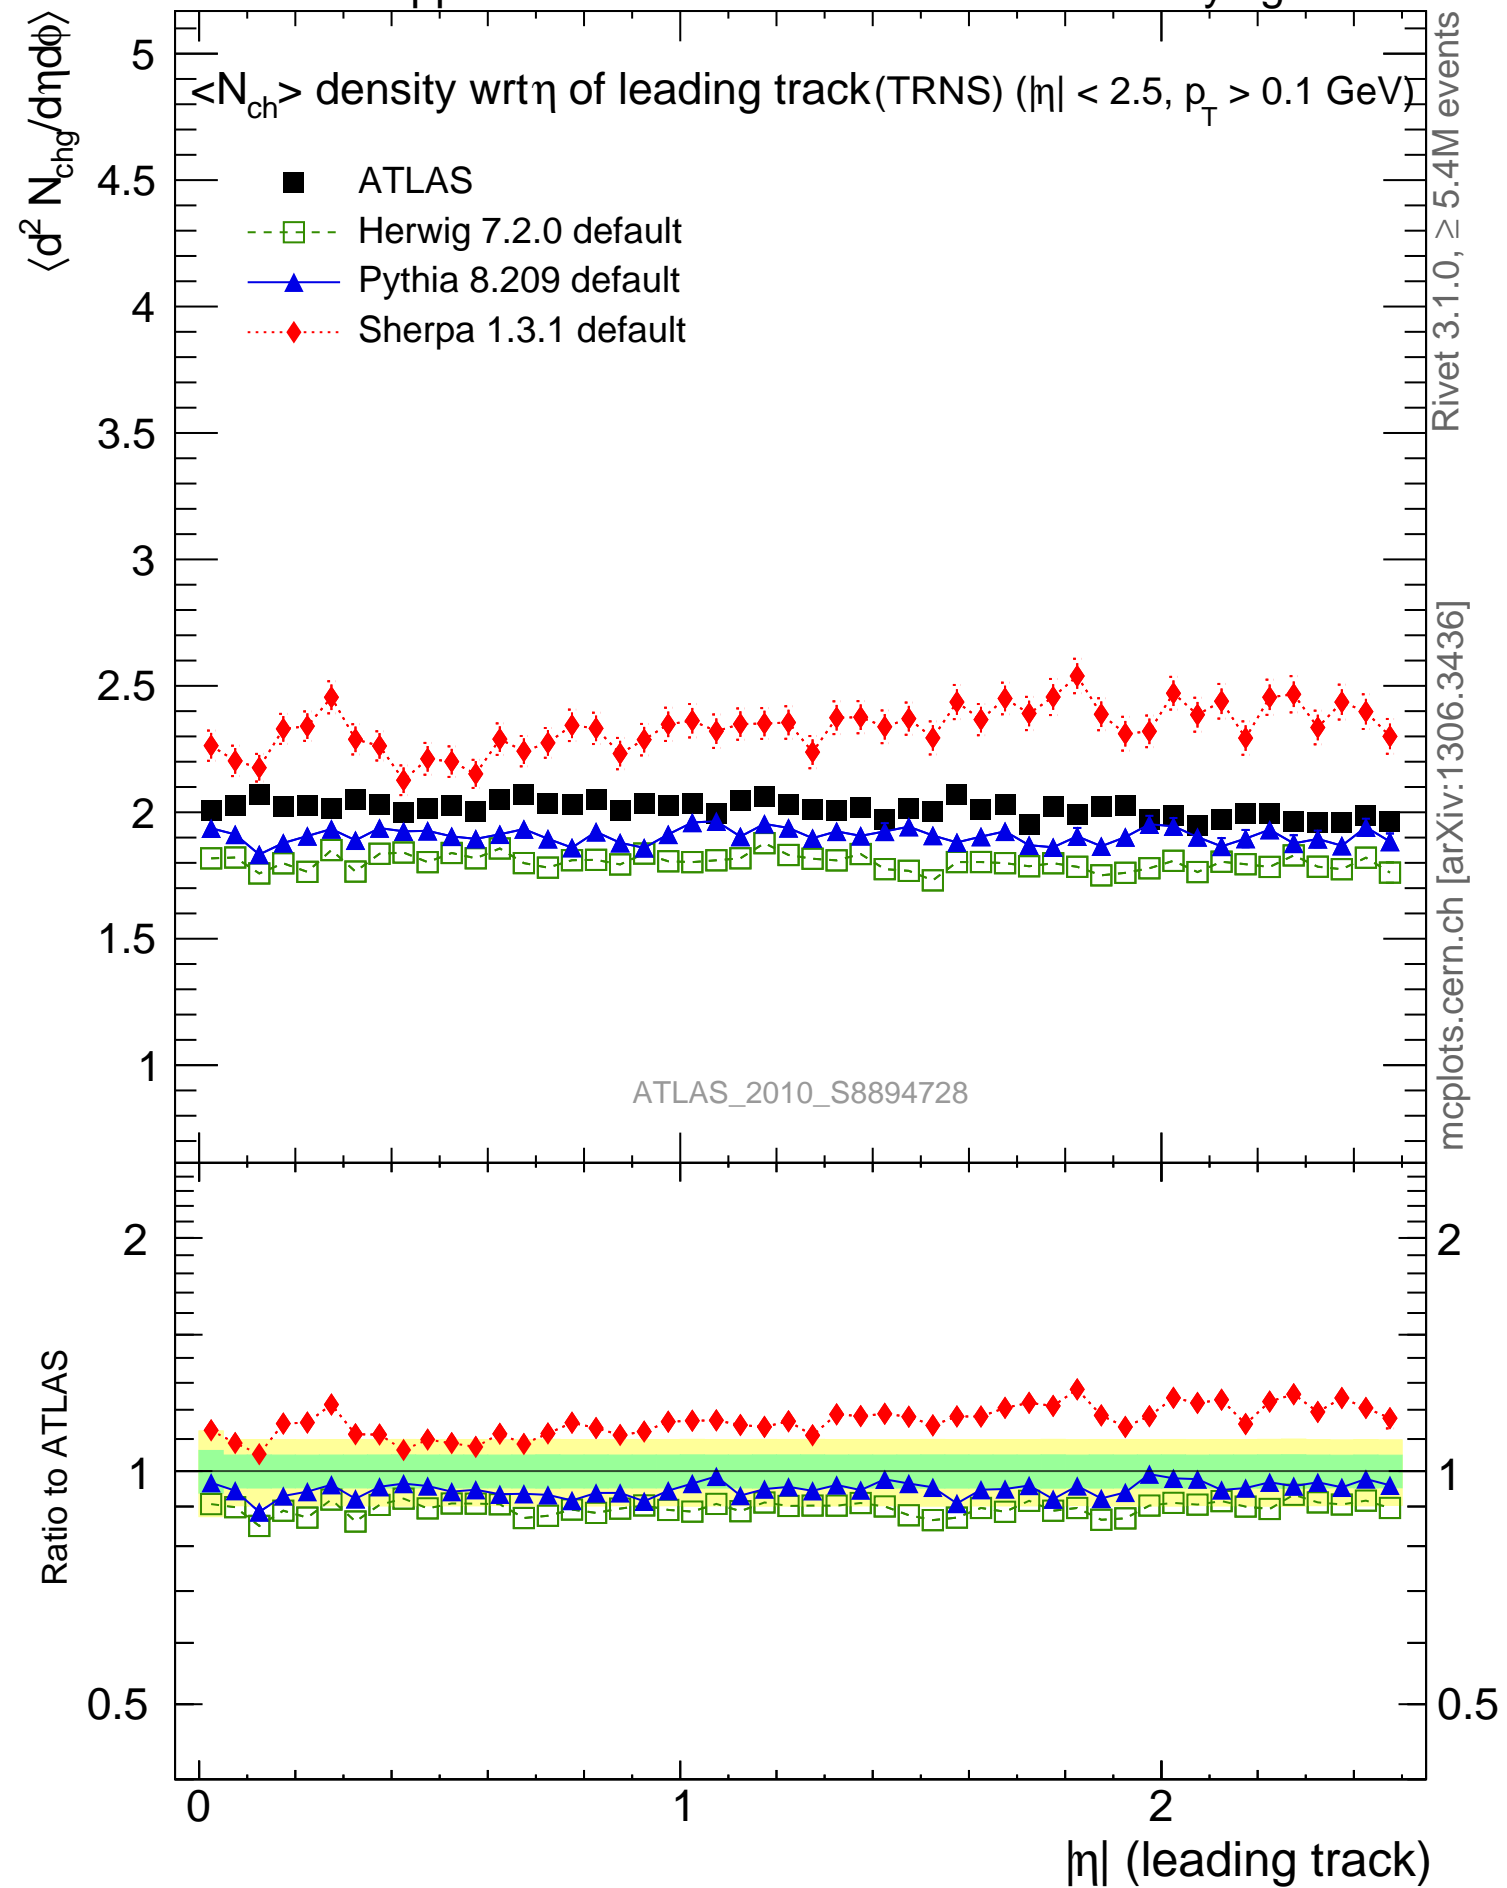 <N_ch> density wrt η of leading track (TRNS) (|η| < 2.5, p_T > 0.1 GeV)
⟨d² N_chg/dηdϕ⟩
ATLAS
Herwig 7.2.0 default
Pythia 8.209 default
Sherpa 1.3.1 default
5
4.5
4
3.5
3
2.5
2
1.5
1
ATLAS_2010_S8894728
Rivet 3.1.0, ≥ 5.4M events
mcplots.cern.ch [arXiv:1306.3436]
Ratio to ATLAS
2
1
0.5
2
1
0.5
0
1
2
|η| (leading track)